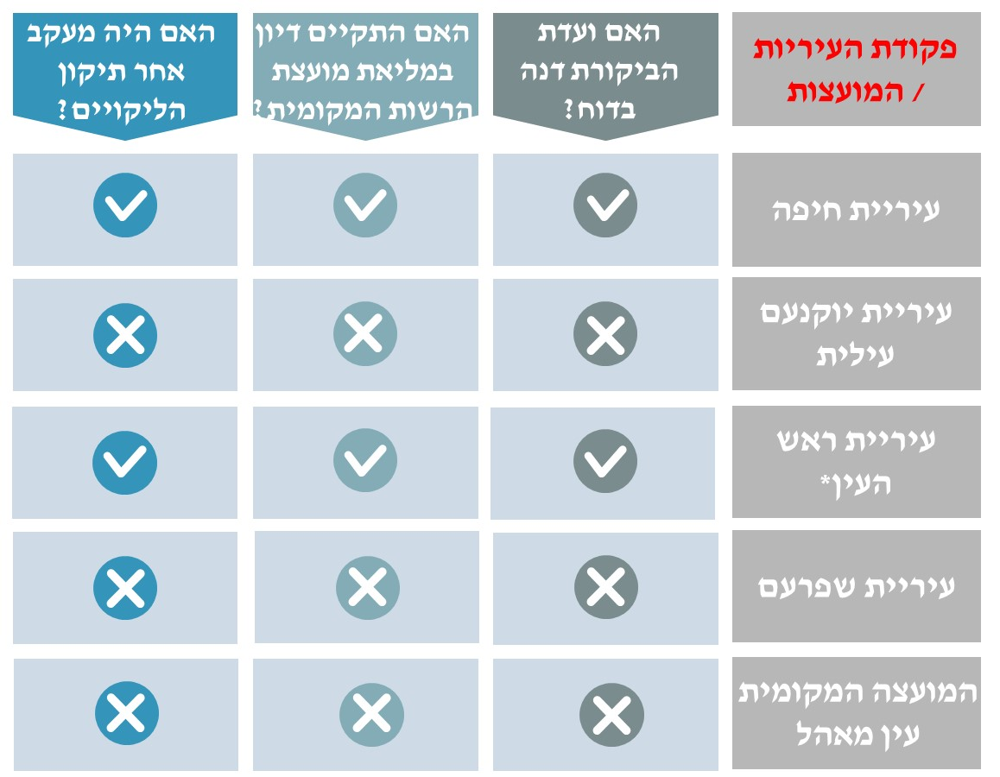 פקודת העיריות
/ המועצות
האם ועדת
הביקורת דנה
בדוח?
האם התקיים דיון
במליאת מועצת
הרשות המקומית?
האם היה מעקב
אחר תיקון
הליקויים?
עיריית חיפה
עיריית יוקנעם
עילית
עיריית ראש
העין*
עיריית שפרעם
המועצה המקומית
עין מאהל